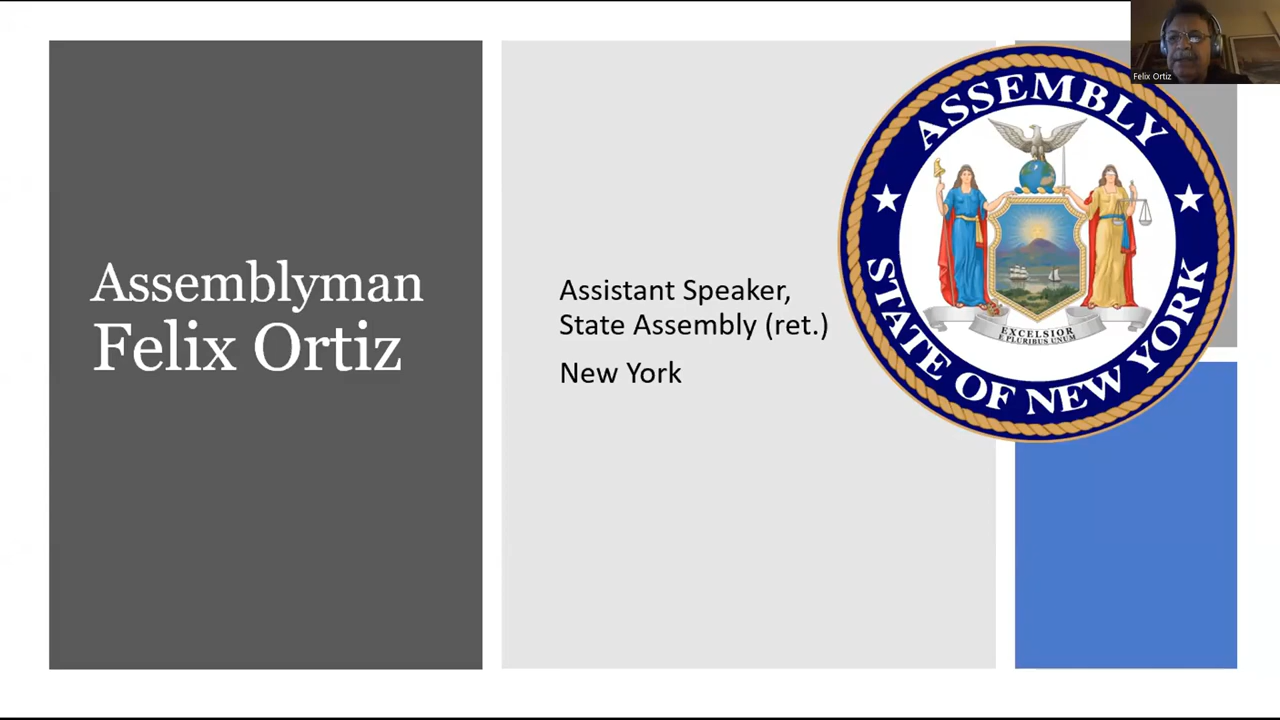 Assemblyman
Felix Ortiz
Assistant Speaker,
State Assembly (ret.)
New York
ASSEMBLY
STATE OF NEW YORK
EXCELSIOR
E PLURIBUS UNUM
Felix Ortiz